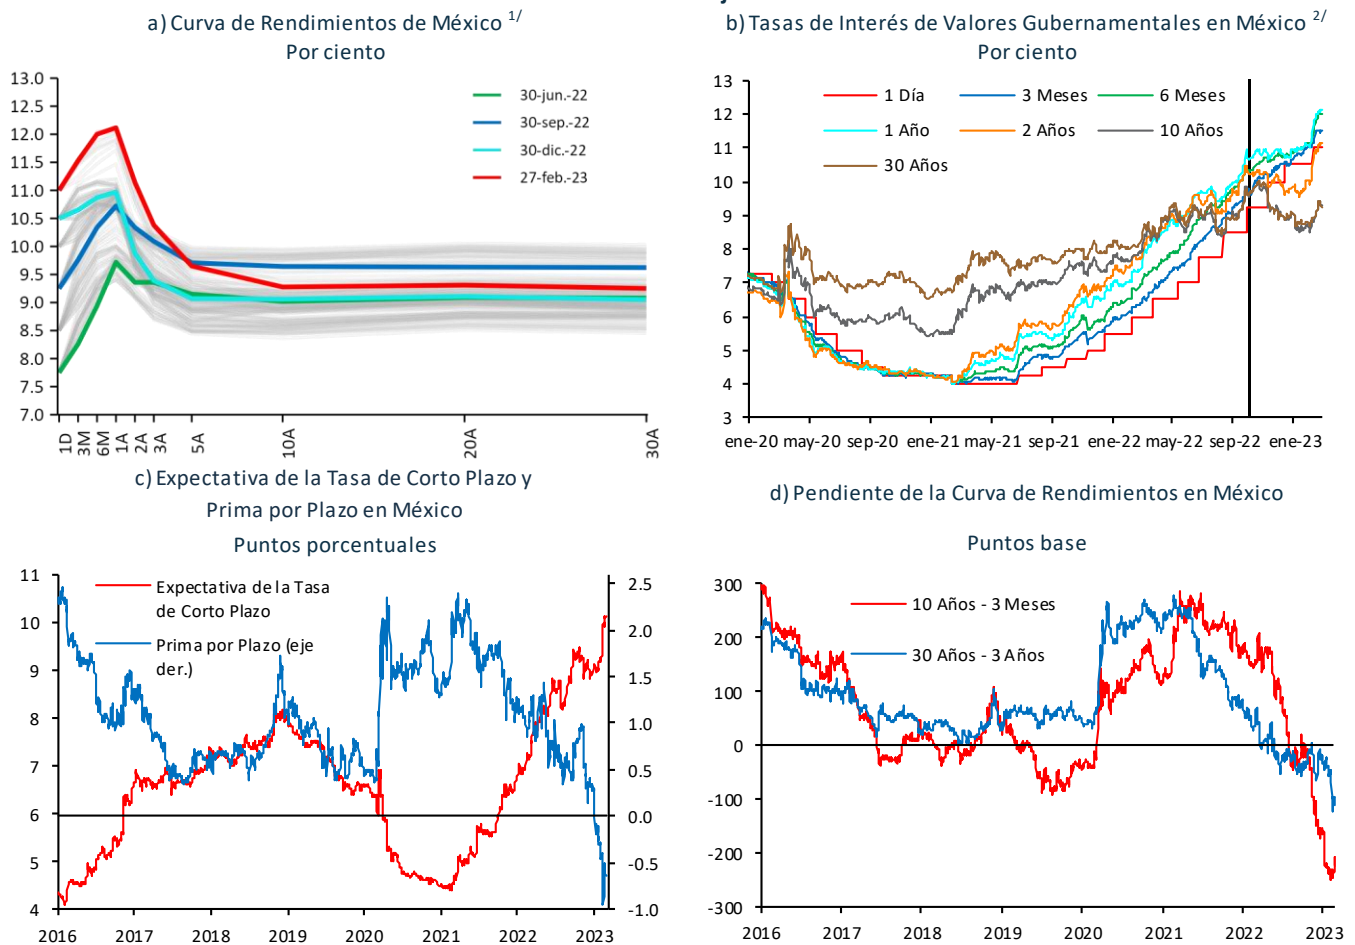 a) Curva de Rendimientos de México 1/
Por ciento
13.0
12.5
12.0
11.5
11.0
10.5
10.0
9.5
9.0
8.5
8.0
7.5
7.0
30-jun.-22
30-sep.-22
30-dic.-22
27-feb.-23
1D
3M
6M
1A
2A
3A
5A
10A
20A
30A
b) Tasas de Interés de Valores Gubernamentales en México 2/
Por ciento
13
12
11
10
9
8
7
6
5
4
3
1 Día
3 Meses
6 Meses
1 Año
2 Años
10 Años
30 Años
ene-20
may-20
sep-20
ene-21
may-21
sep-21
ene-22
may-22
sep-22
ene-23
c) Expectativa de la Tasa de Corto Plazo y
Prima por Plazo en México
Puntos porcentuales
11
10
9
8
7
6
5
4
Expectativa de la Tasa
de Corto Plazo
Prima por Plazo (eje
der.)
2.5
2.0
1.5
1.0
0.5
0.0
-0.5
-1.0
2016
2017
2018
2019
2020
2021
2022
2023
d) Pendiente de la Curva de Rendimientos en México
Puntos base
300
200
100
0
-100
-200
-300
10 Años - 3 Meses
30 Años - 3 Años
2016
2017
2018
2019
2020
2021
2022
2023